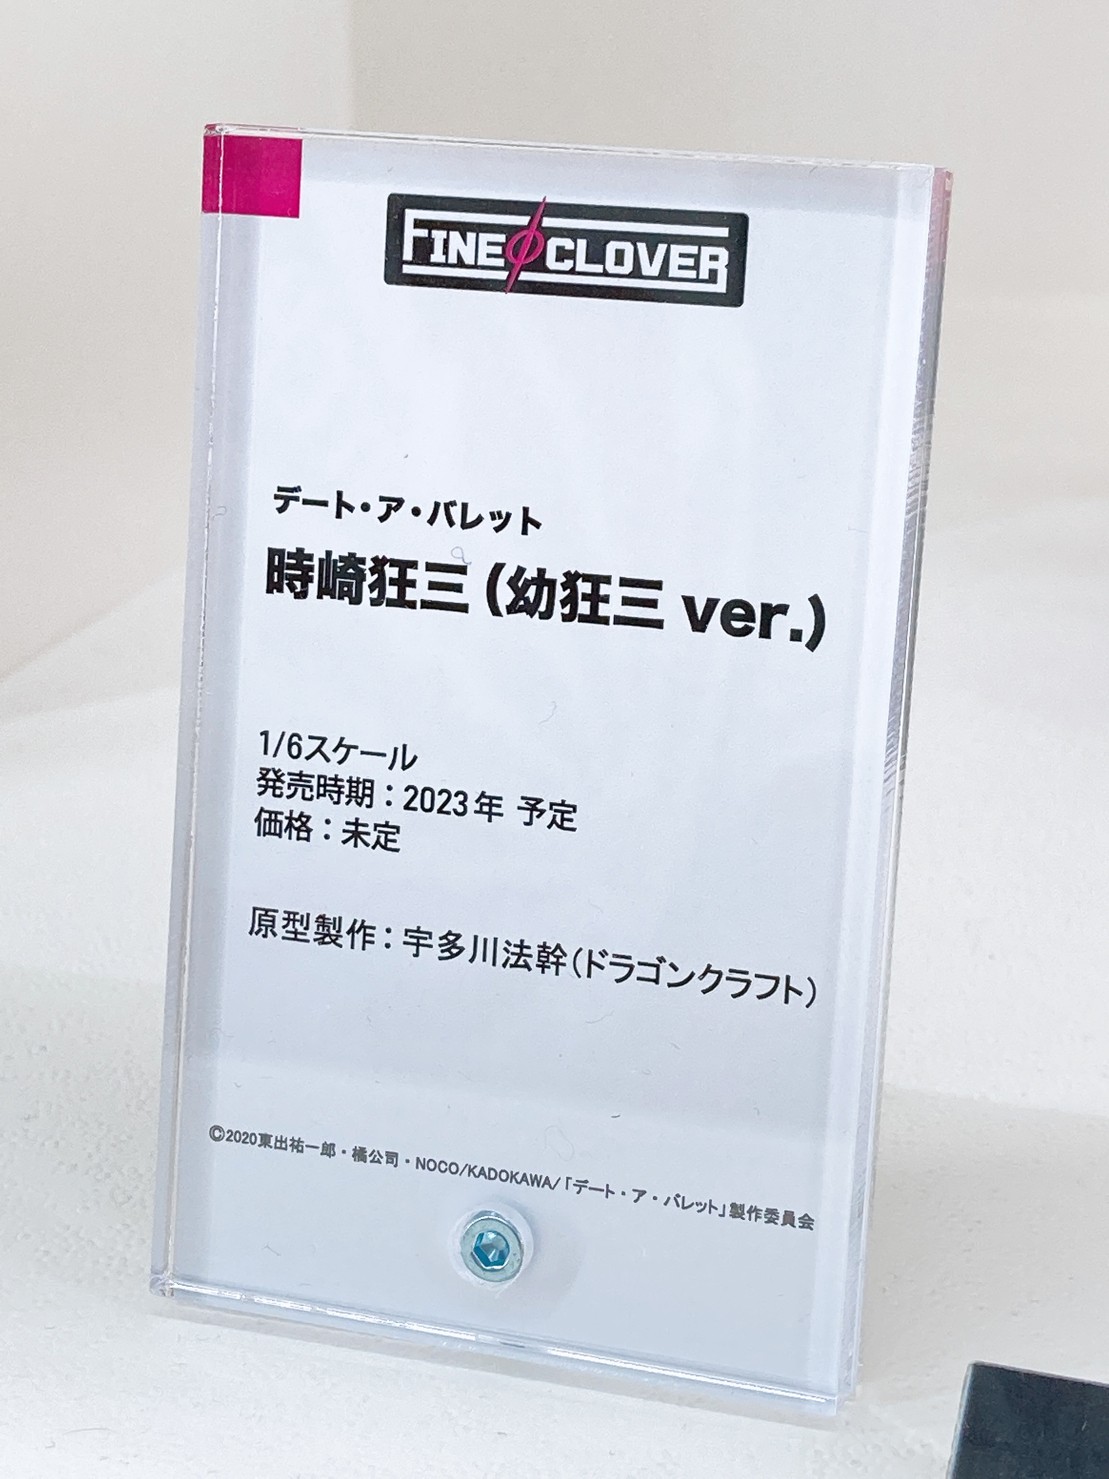 FINE CLOVER
デート・ア・バレット
時崎狂三(幼狂三 ver.)
1/6スケール
発売時期：2023年 予定
価格：未定
原型製作：宇多川法幹(ドラゴンクラフト)
©2020東出祐一郎・橘公司・NOCO/KADOKAWA/「デート・ア・バレット」製作委員会